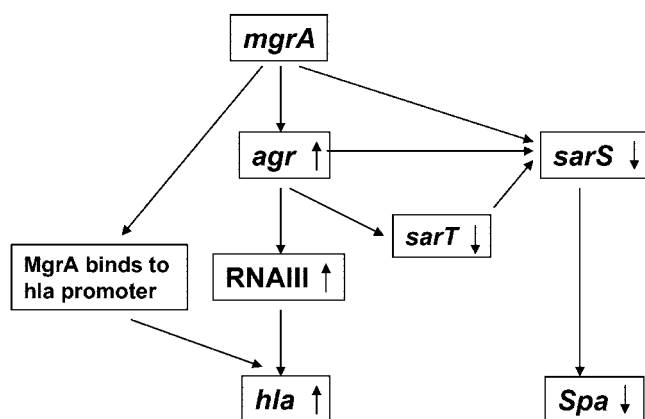 mgrA
agr ↑
sarS ↓
sarT ↓
MgrA binds to
hla promoter
RNAIII ↑
hla ↑
Spa ↓